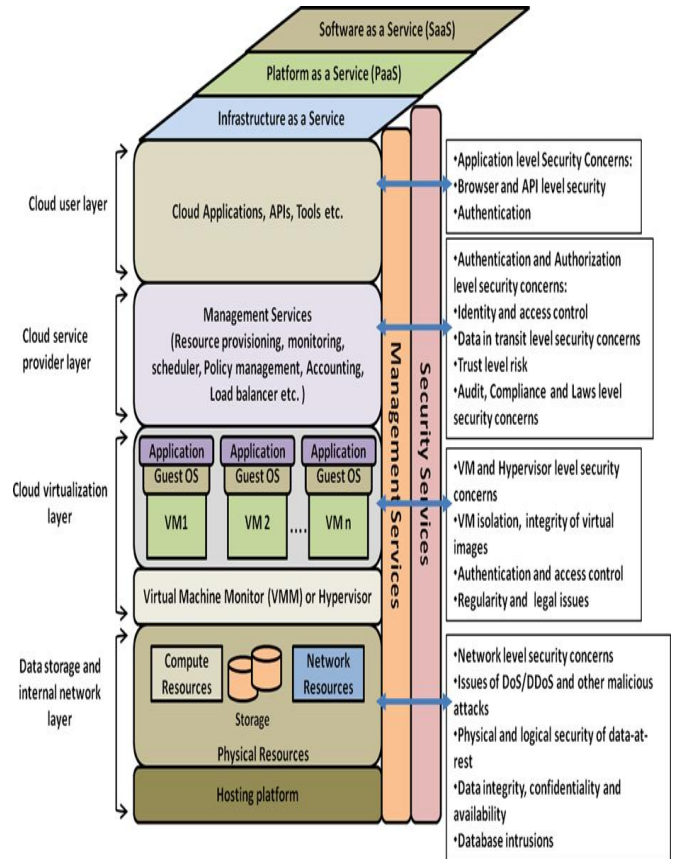 Software as a Service (SaaS)
Platform as a Service (PaaS)
Infrastructure as a Service
Cloud user layer
Cloud Applications, APIs, Tools etc.
•Application level Security Concerns:
•Browser and API level security
•Authentication
Cloud service
provider layer
Management Services
(Resource provisioning, monitoring,
scheduler, Policy management, Accounting,
Load balancer etc. )
•Authentication and Authorization
level security concerns:
•Identity and access control
•Data in transit level security concerns
•Trust level risk
•Audit, Compliance and Laws level
security concerns
Management Services
Security Services
Cloud virtualization
layer
Application
Application
Application
Guest OS
Guest OS
Guest OS
VM1
VM 2
....
VM n
Virtual Machine Monitor (VMM) or Hypervisor
•VM and Hypervisor level security
concerns
•VM isolation, integrity of virtual
images
•Authentication and access control
•Regularity and legal issues
Data storage and
internal network
layer
Compute
Resources
Storage
Network
Resources
Physical Resources
Hosting platform
•Network level security concerns
•Issues of DoS/DDoS and other malicious
attacks
•Physical and logical security of data-at-
rest
•Data integrity, confidentiality and
availability
•Database intrusions